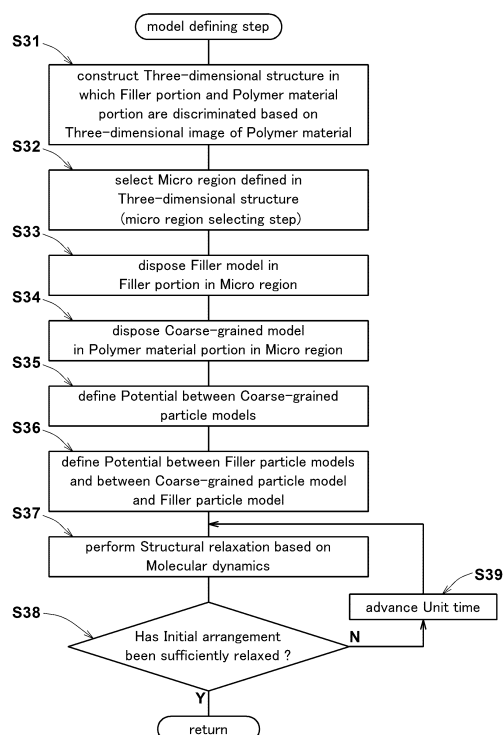 model defining step
S31
construct Three-dimensional structure in
which Filler portion and Polymer material
portion are discriminated based on
Three-dimensional image of Polymer material
S32
select Micro region defined in
Three-dimensional structure
(micro region selecting step)
S33
dispose Filler model in
Filler portion in Micro region
S34
dispose Coarse-grained model
in Polymer material portion in Micro region
S35
define Potential between Coarse-grained
particle models
S36
define Potential between Filler particle models
and between Coarse-grained particle model
and Filler particle model
S37
perform Structural relaxation based on
Molecular dynamics
S39
advance Unit time
S38
Has Initial arrangement
been sufficiently relaxed ?
N
Y
return